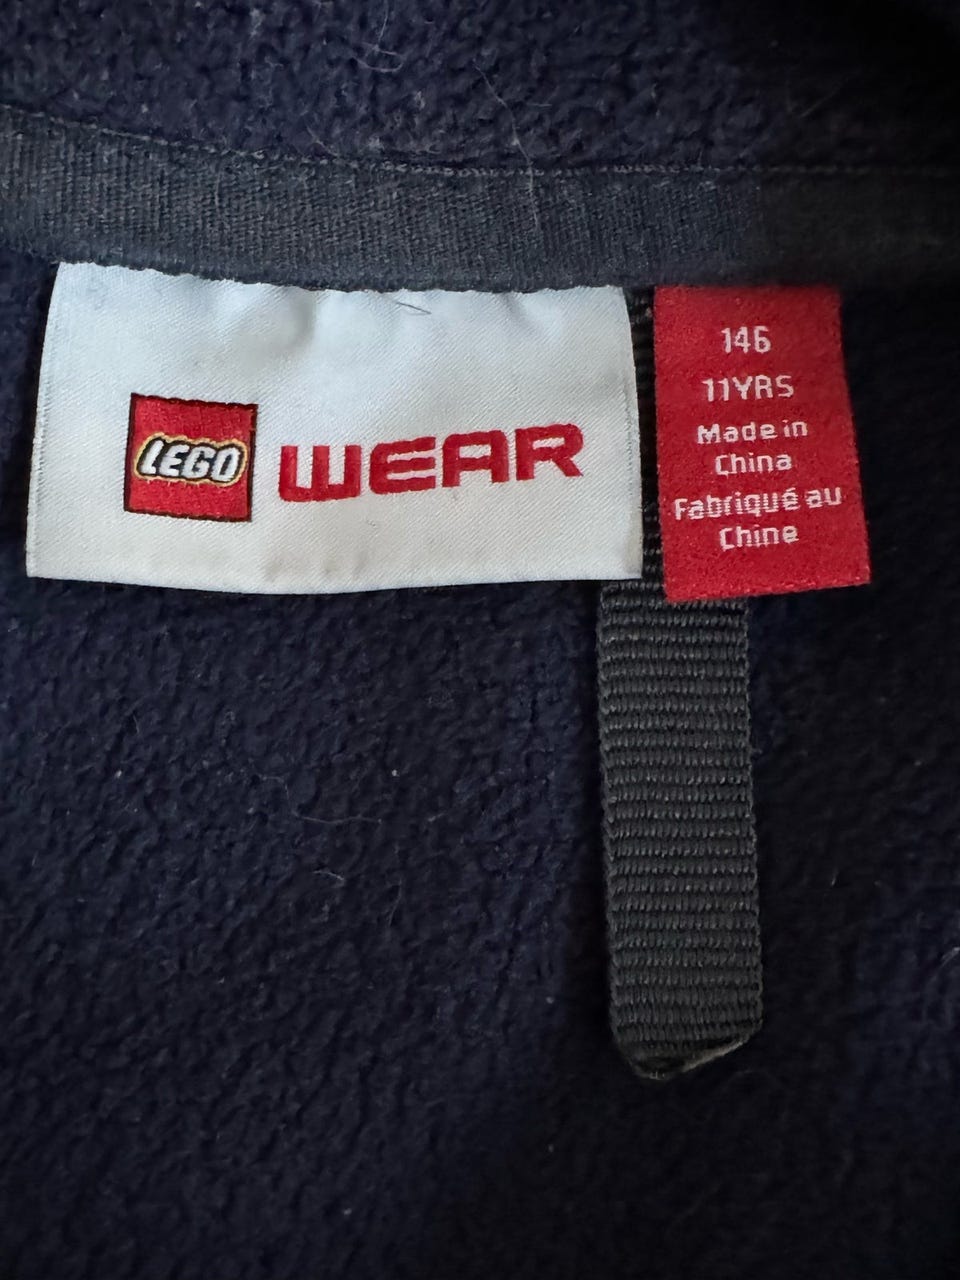 LEGO WEAR
146
11YRS
Made in
China
Fabriqué au
Chine